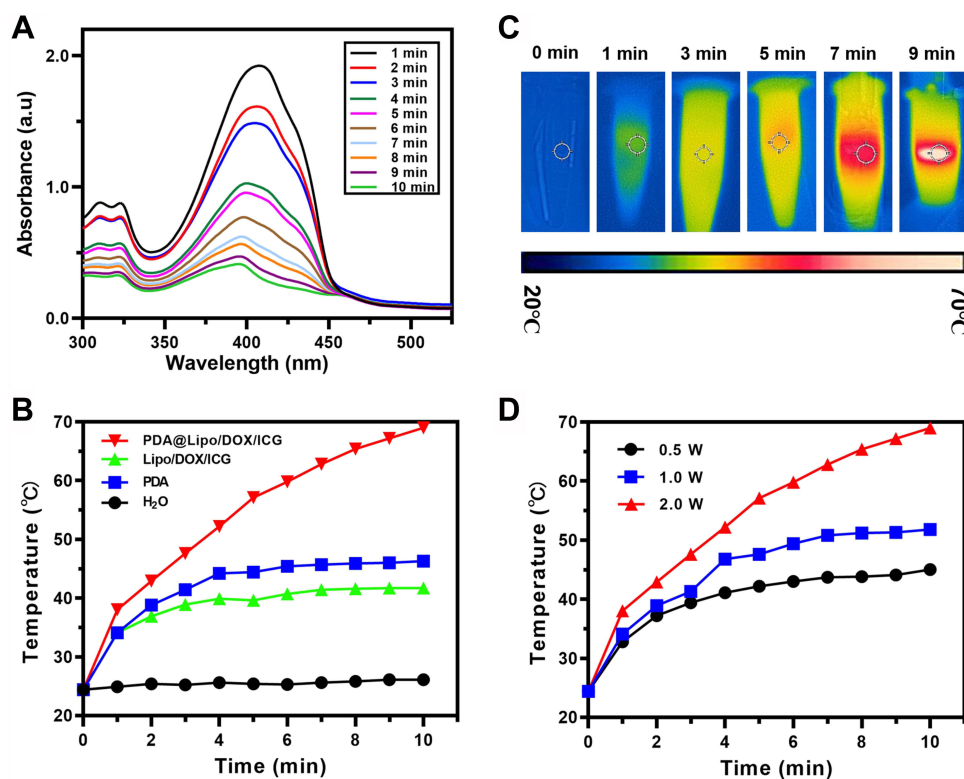 A
Absorbance (a.u)
2.0
1.0
0.0
1 min
2 min
3 min
4 min
5 min
6 min
7 min
8 min
9 min
10 min
300
350
400
450
500
Wavelength (nm)
C
0 min
1 min
3 min
5 min
7 min
9 min
20°C
70°C
B
Temperature (°C)
70
60
50
40
30
20
PDA@Lipo/DOX/ICG
Lipo/DOX/ICG
PDA
H₂O
0
2
4
6
8
10
Time (min)
D
Temperature (°C)
70
60
50
40
30
20
0.5 W
1.0 W
2.0 W
0
2
4
6
8
10
Time (min)